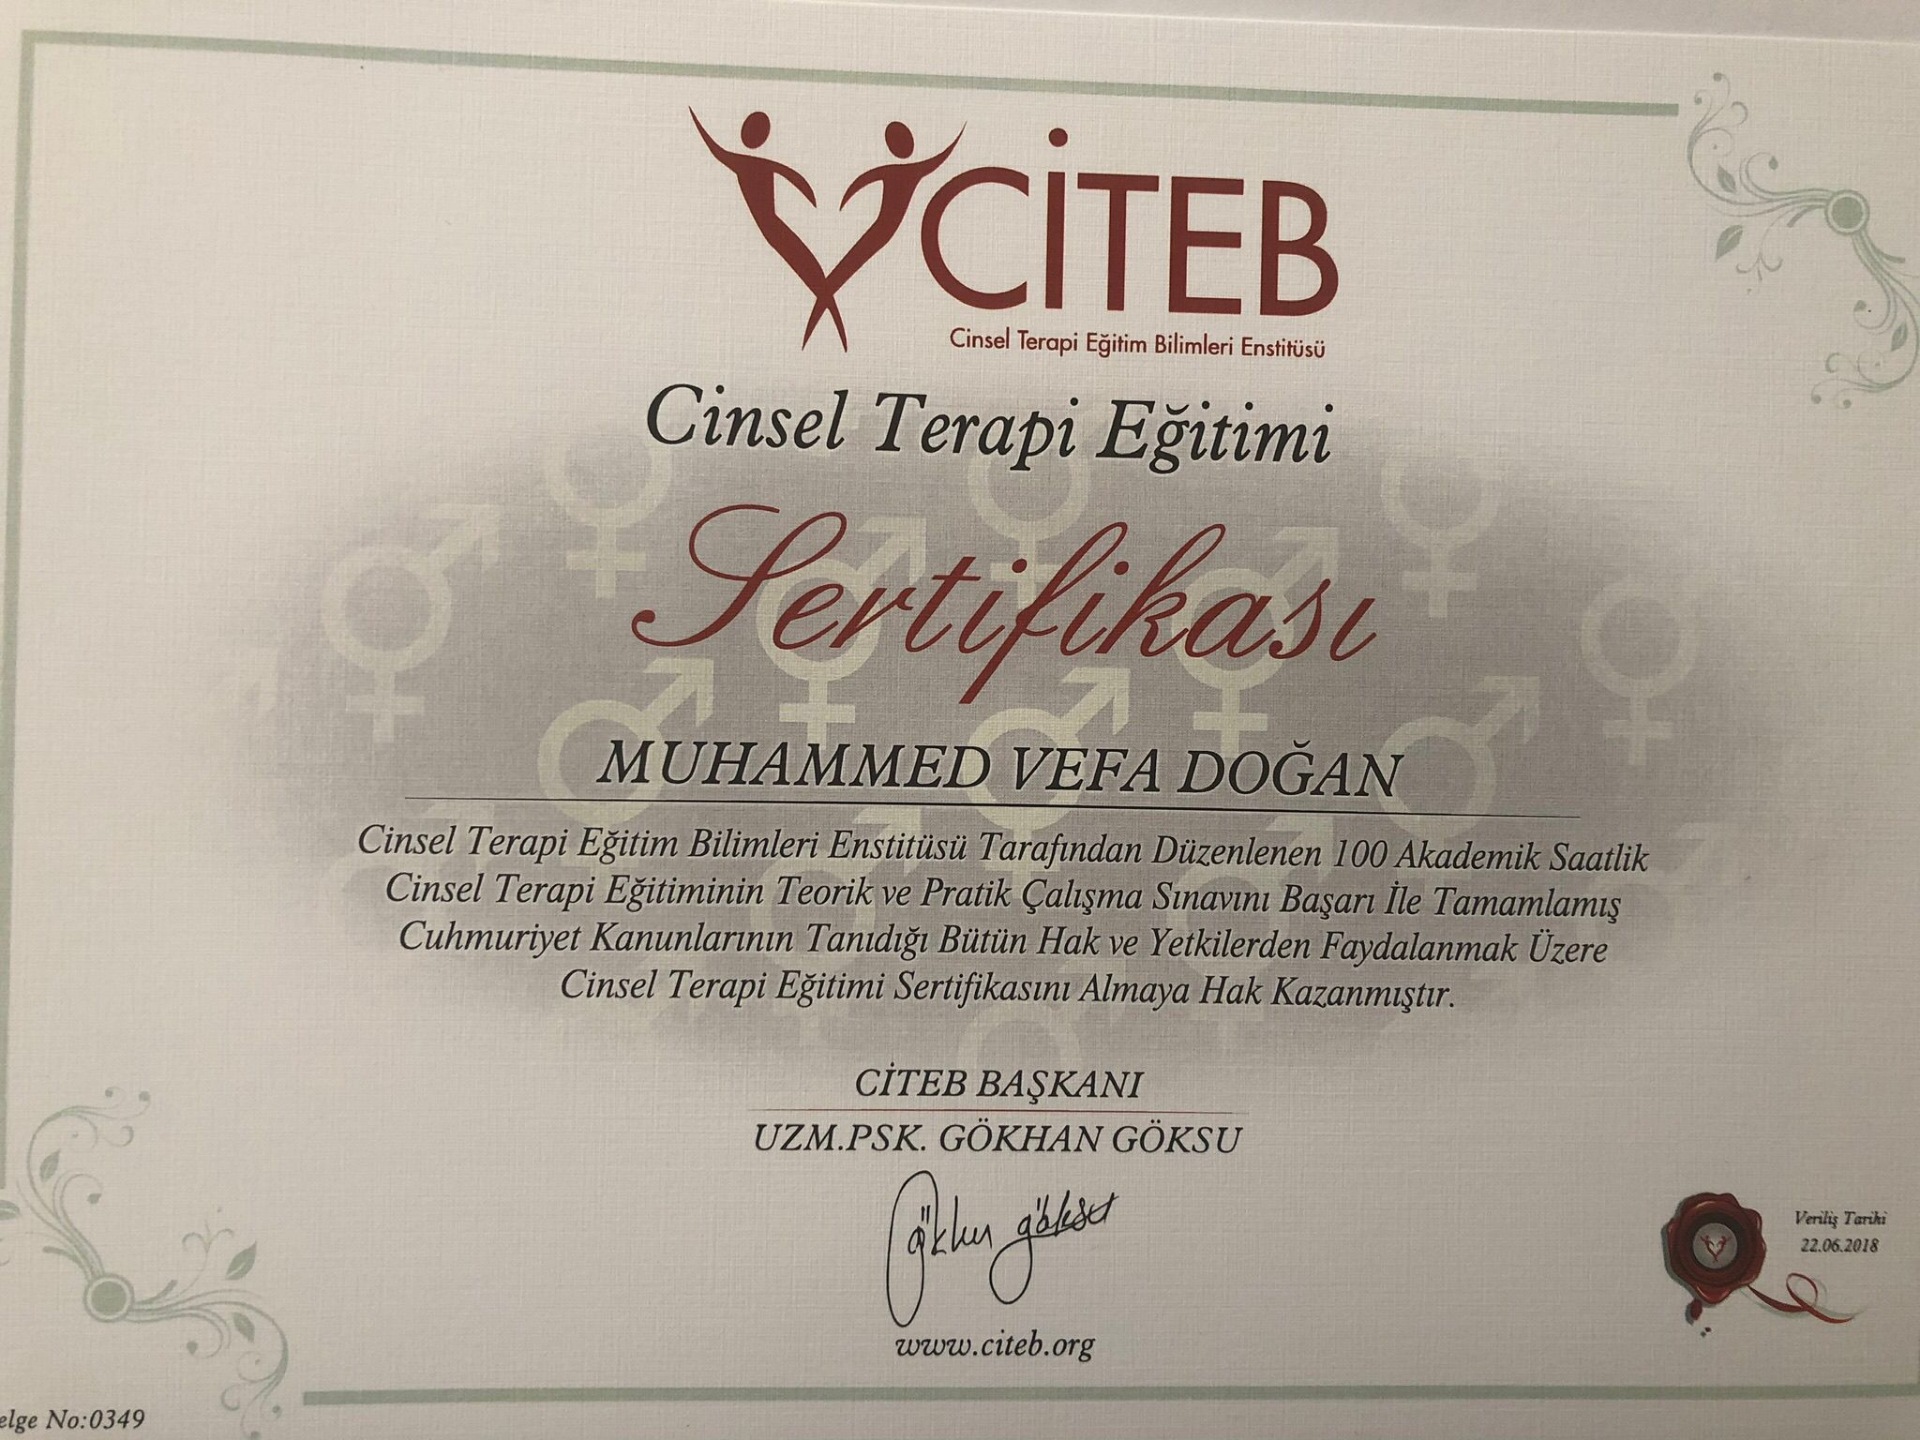 CİTEB
Cinsel Terapi Eğitim Bilimleri Enstitüsü
Cinsel Terapi Eğitimi
Sertifikası
MUHAMMED VEFA DOĞAN
Cinsel Terapi Eğitim Bilimleri Enstitüsü Tarafından Düzenlenen 100 Akademik Saatlik
Cinsel Terapi Eğitiminin Teorik ve Pratik Çalışma Sınavını Başarı İle Tamamlamış
Cuhmuriyet Kanunlarının Tanıdığı Bütün Hak ve Yetkilerden Faydalanmak Üzere
Cinsel Terapi Eğitimi Sertifikasını Almaya Hak Kazanmıştır.
CİTEB BAŞKANI
UZM.PSK. GÖKHAN GÖKSU
Gökhan göksu
www.citeb.org
Veriliş Tarihi
22.06.2018
elge No:0349